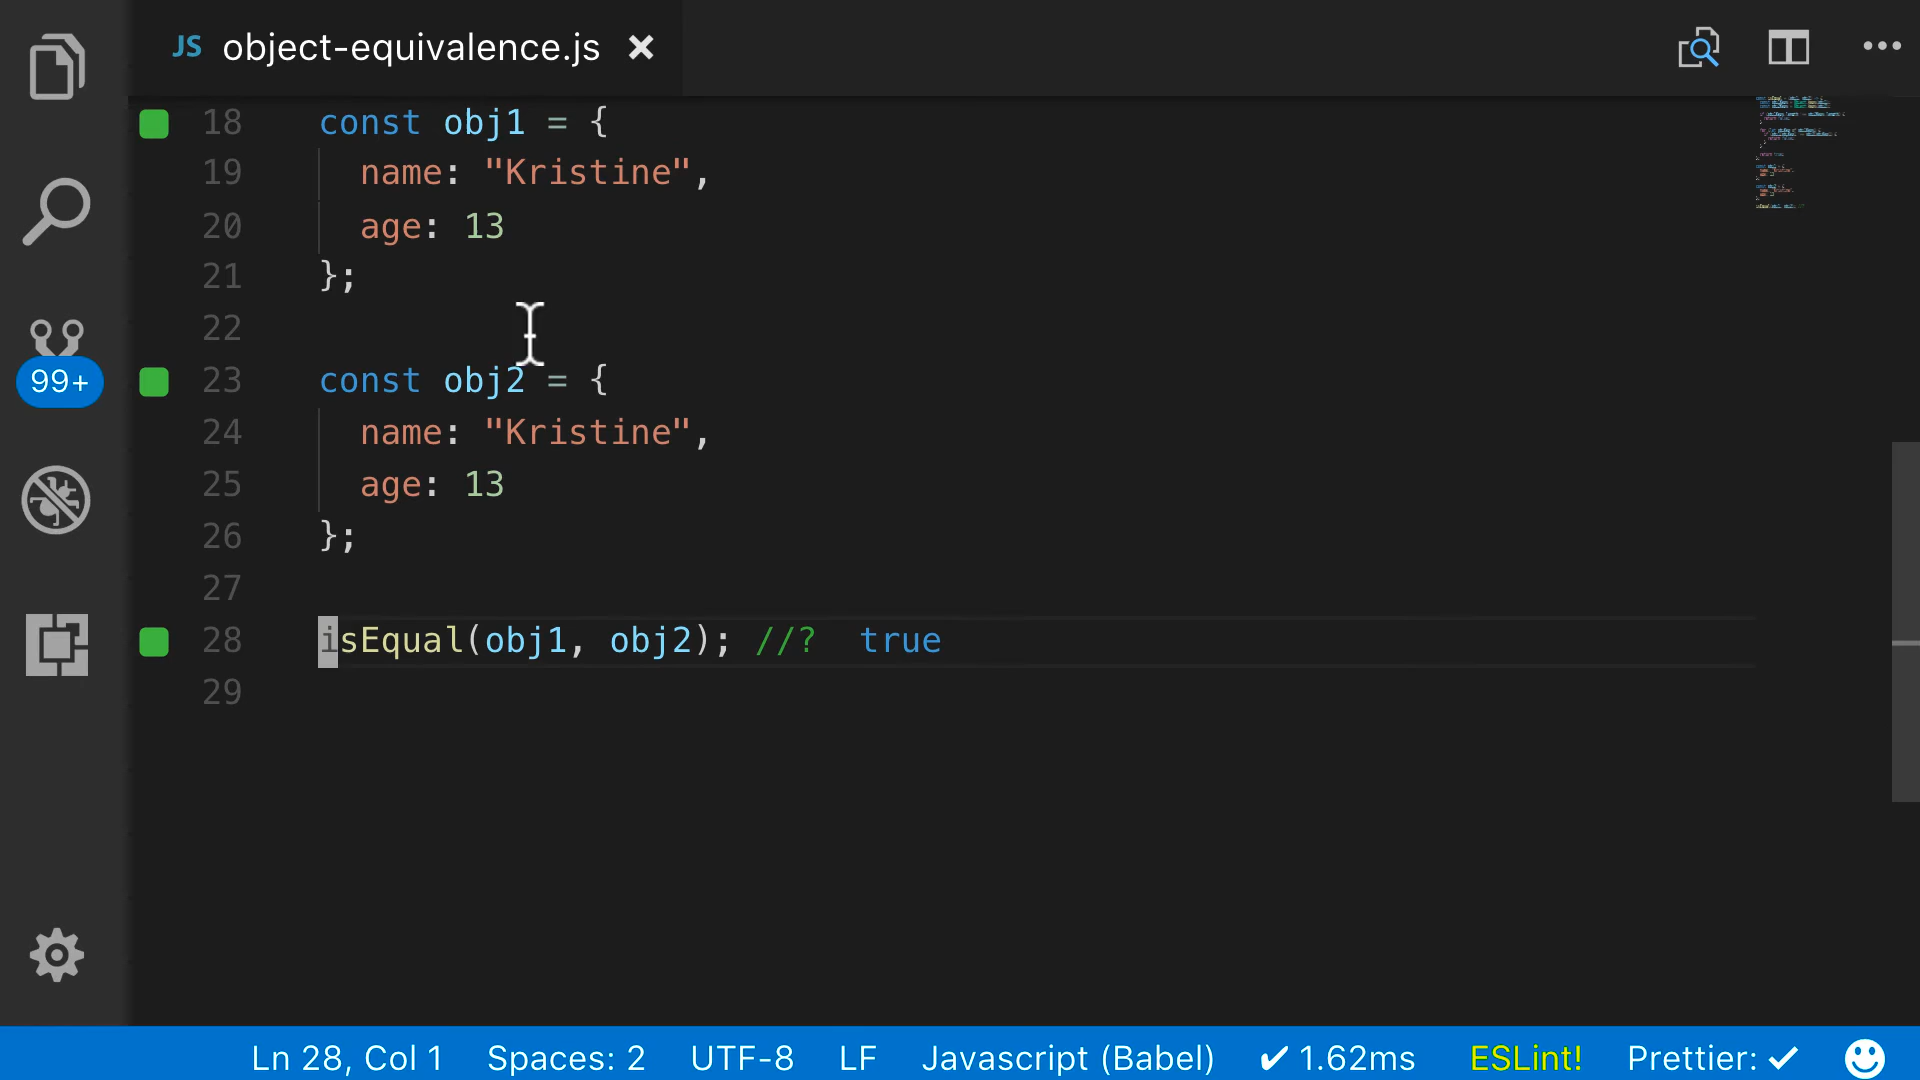 JS object-equivalence.js
18 const obj1 = {
19 name: "Kristine",
20 age: 13
21 };
22
99+
23 const obj2 = {
24 name: "Kristine",
25 age: 13
26 };
27
28 isEqual(obj1, obj2); //? true
29
Ln 28, Col 1 Spaces: 2 UTF-8 LF Javascript (Babel) ✔ 1.62ms ESLint! Prettier: ✓